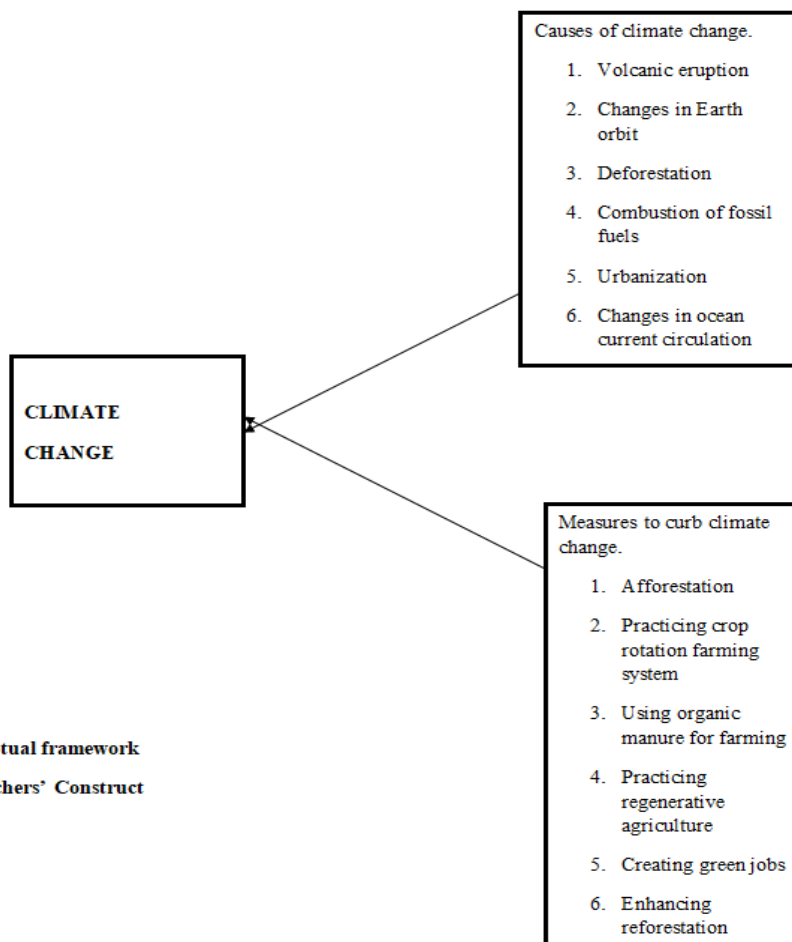 Causes of climate change.
1. Volcanic eruption
2. Changes in Earth
orbit
3. Deforestation
4. Combustion of fossil
fuels
5. Urbanization
6. Changes in ocean
current circulation
CLIMATE
CHANGE
Measures to curb climate
change.
1. Afforestation
2. Practicing crop
rotation farming
system
3. Using organic
manure for farming
4. Practicing
regenerative
agriculture
5. Creating green jobs
6. Enhancing
reforestation
tual framework
chers’ Construct